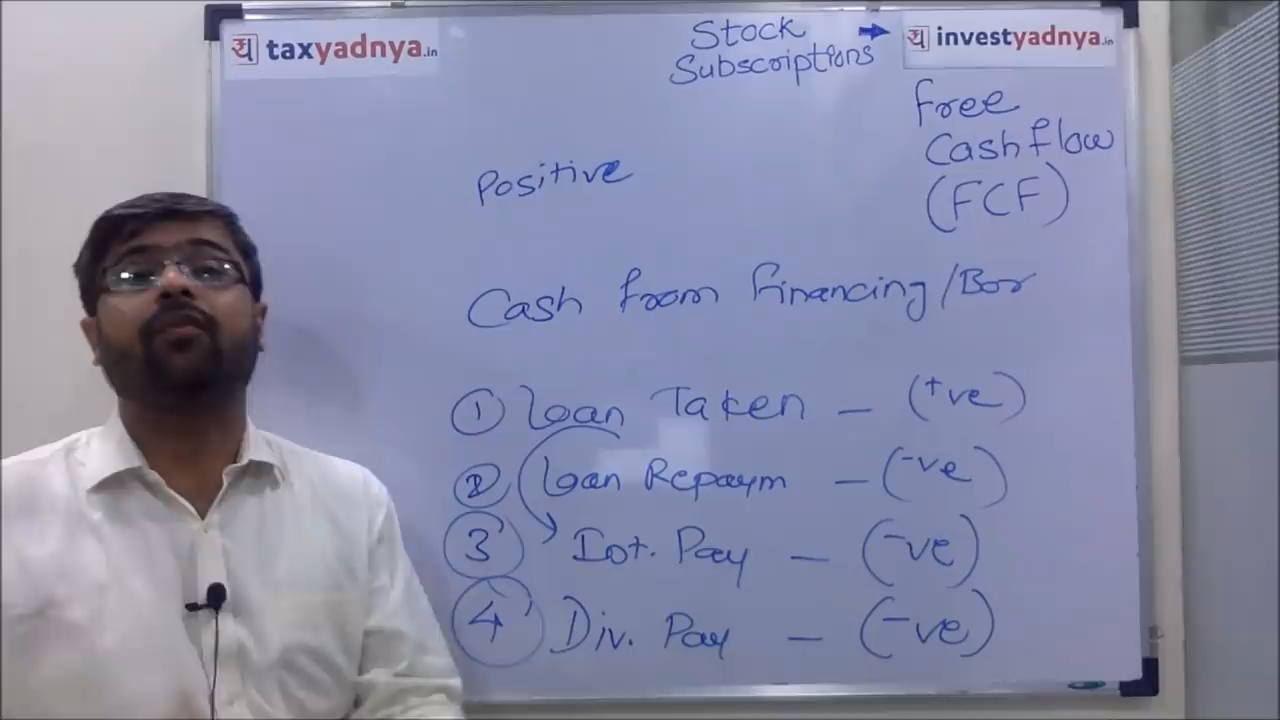 य taxyadnya.in
Stock
Subscriptions
य investyadnya.in
Free
Cashflow
(FCF)
Positive
Cash from Financing/Bor
① Loan Taken — (+ve)
② Loan Repaym — (-ve)
③ Int. Pay — (-ve)
④ Div. Pay — (-ve)